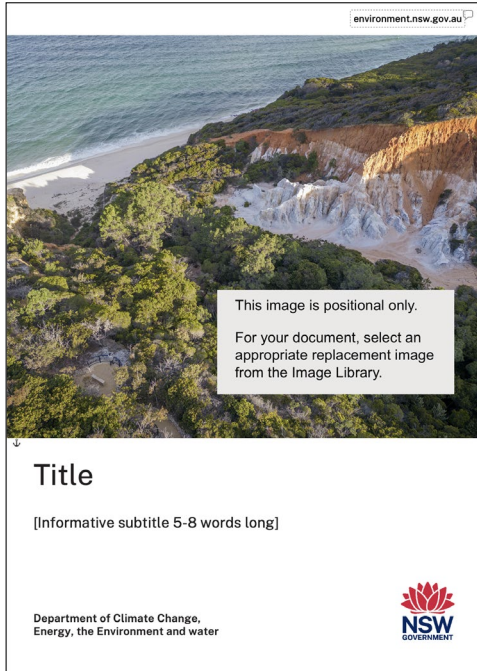 environment.nsw.gov.au
This image is positional only.
For your document, select an
appropriate replacement image
from the Image Library.
Title
[Informative subtitle 5-8 words long]
Department of Climate Change,
Energy, the Environment and water
NSW
GOVERNMENT